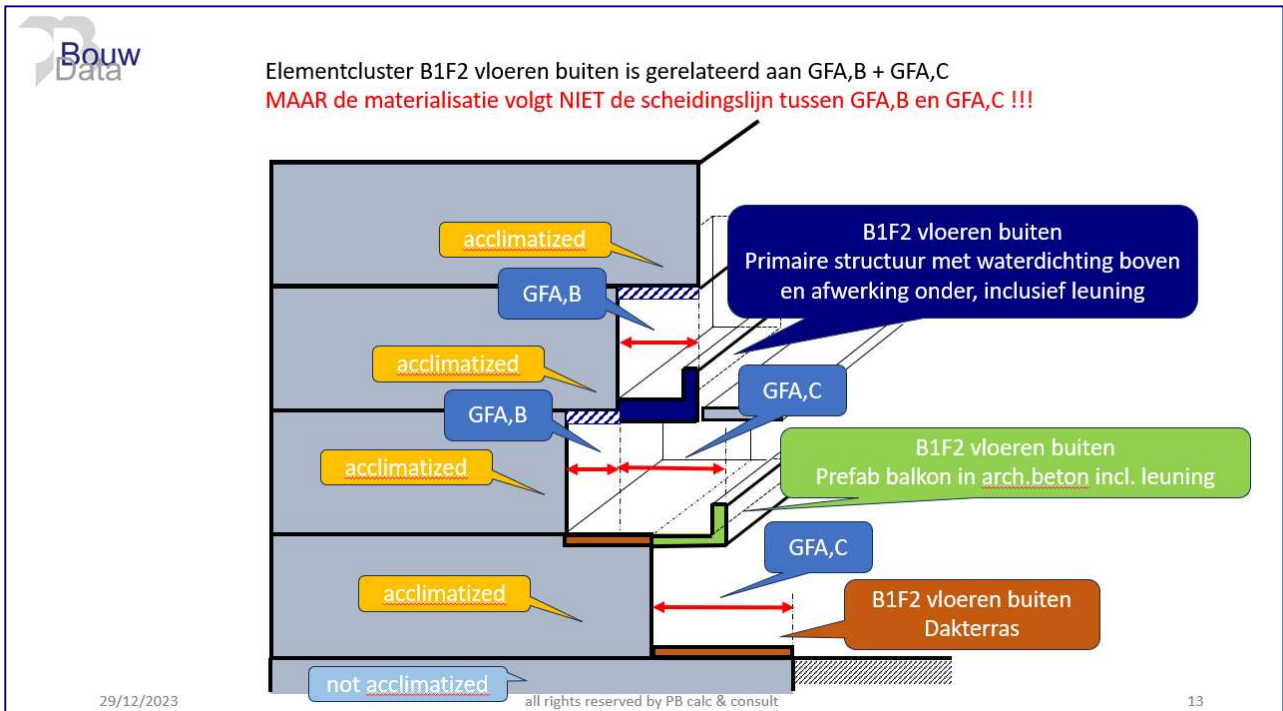 Bouw
Data
Elementcluster B1F2 vloeren buiten is gerelateerd aan GFA,B + GFA,C
MAAR de materialisatie volgt NIET de scheidingslijn tussen GFA,B en GFA,C !!!
acclimatized
B1F2 vloeren buiten
Primaire structuur met waterdichting boven
en afwerking onder, inclusief leuning
GFA,B
acclimatized
GFA,C
GFA,B
B1F2 vloeren buiten
Prefab balkon in arch.beton incl. leuning
acclimatized
GFA,C
acclimatized
B1F2 vloeren buiten
Dakterras
not acclimatized
29/12/2023
all rights reserved by PB calc & consult
13